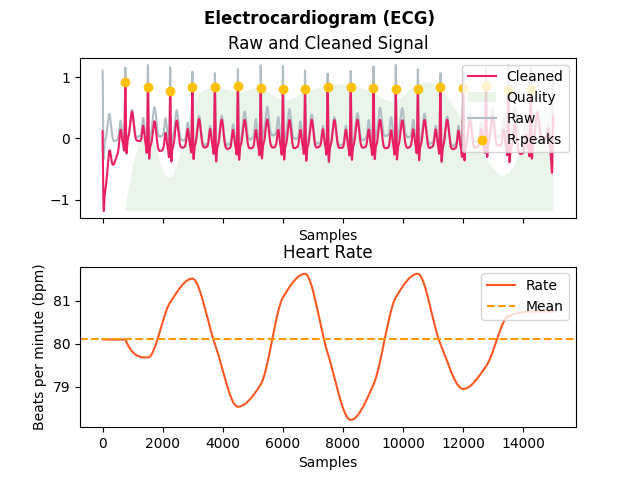 Electrocardiogram (ECG)
Raw and Cleaned Signal
1
0
−1
Cleaned
Quality
Raw
R-peaks
Samples
Heart Rate
Beats per minute (bpm)
81
80
79
Rate
Mean
0 2000 4000 6000 8000 10000 12000 14000
Samples